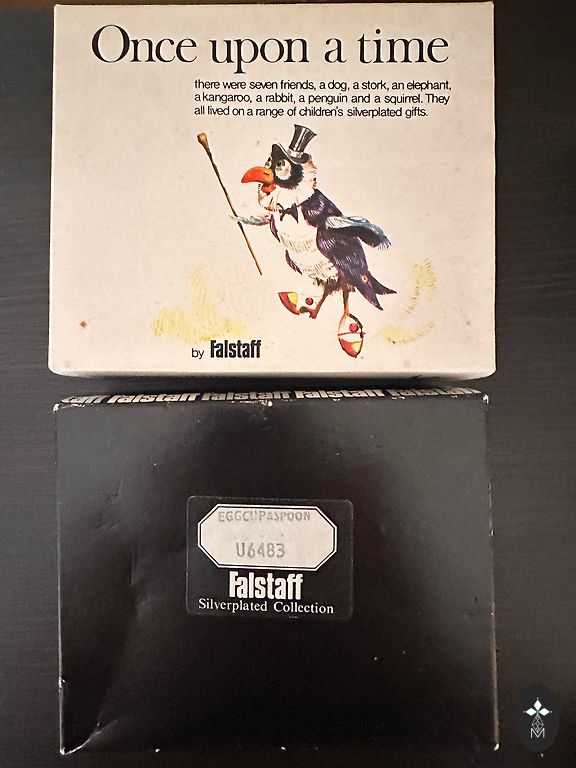 Once upon a time
there were seven friends, a dog, a stork, an elephant,
a kangaroo, a rabbit, a penguin and a squirrel. They
all lived on a range of children's silverplated gifts.
by Falstaff
Falstaff Falstaff Falstaff Falstaff
EGGCUP&SPOON
U6483
Falstaff
Silverplated Collection